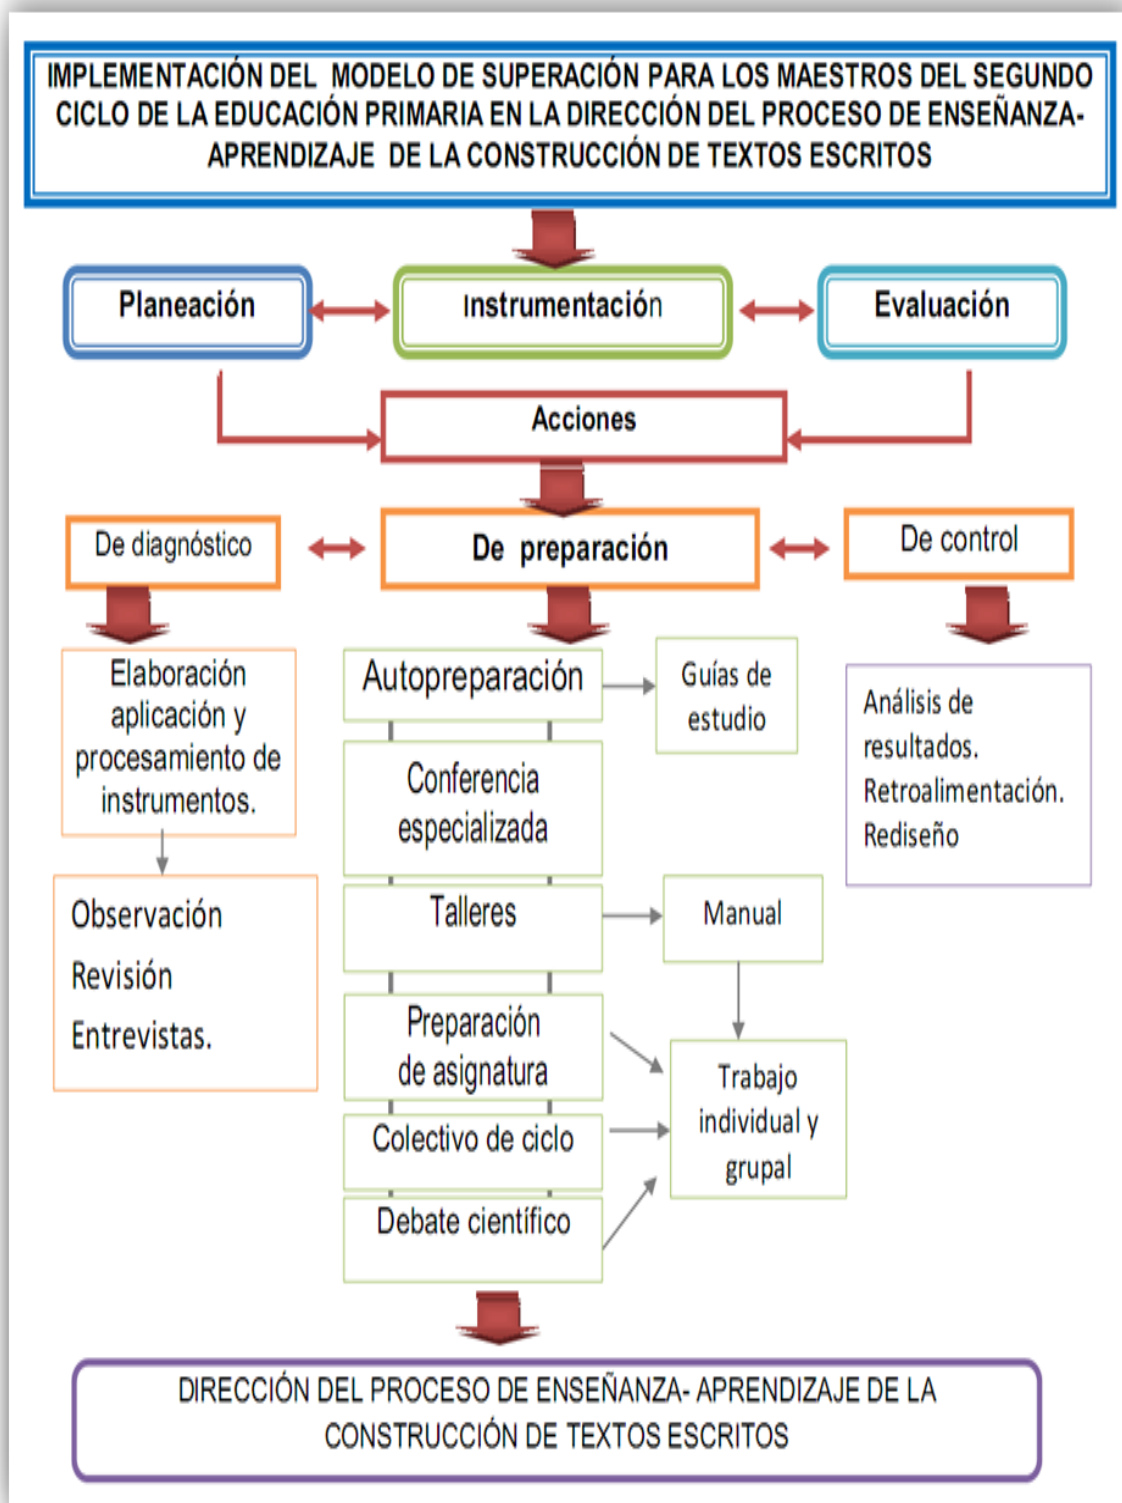 IMPLEMENTACIÓN DEL MODELO DE SUPERACIÓN PARA LOS MAESTROS DEL SEGUNDO
CICLO DE LA EDUCACIÓN PRIMARIA EN LA DIRECCIÓN DEL PROCESO DE ENSEÑANZA-
APRENDIZAJE DE LA CONSTRUCCIÓN DE TEXTOS ESCRITOS
Planeación
Instrumentación
Evaluación
Acciones
De diagnóstico
De preparación
De control
Elaboración
aplicación y
procesamiento de
instrumentos.
Observación
Revisión
Entrevistas.
Autopreparación
Guías de
estudio
Conferencia
especializada
Talleres
Manual
Preparación
de asignatura
Colectivo de ciclo
Debate científico
Trabajo
individual y
grupal
Análisis de
resultados.
Retroalimentación.
Rediseño
DIRECCIÓN DEL PROCESO DE ENSEÑANZA- APRENDIZAJE DE LA
CONSTRUCCIÓN DE TEXTOS ESCRITOS